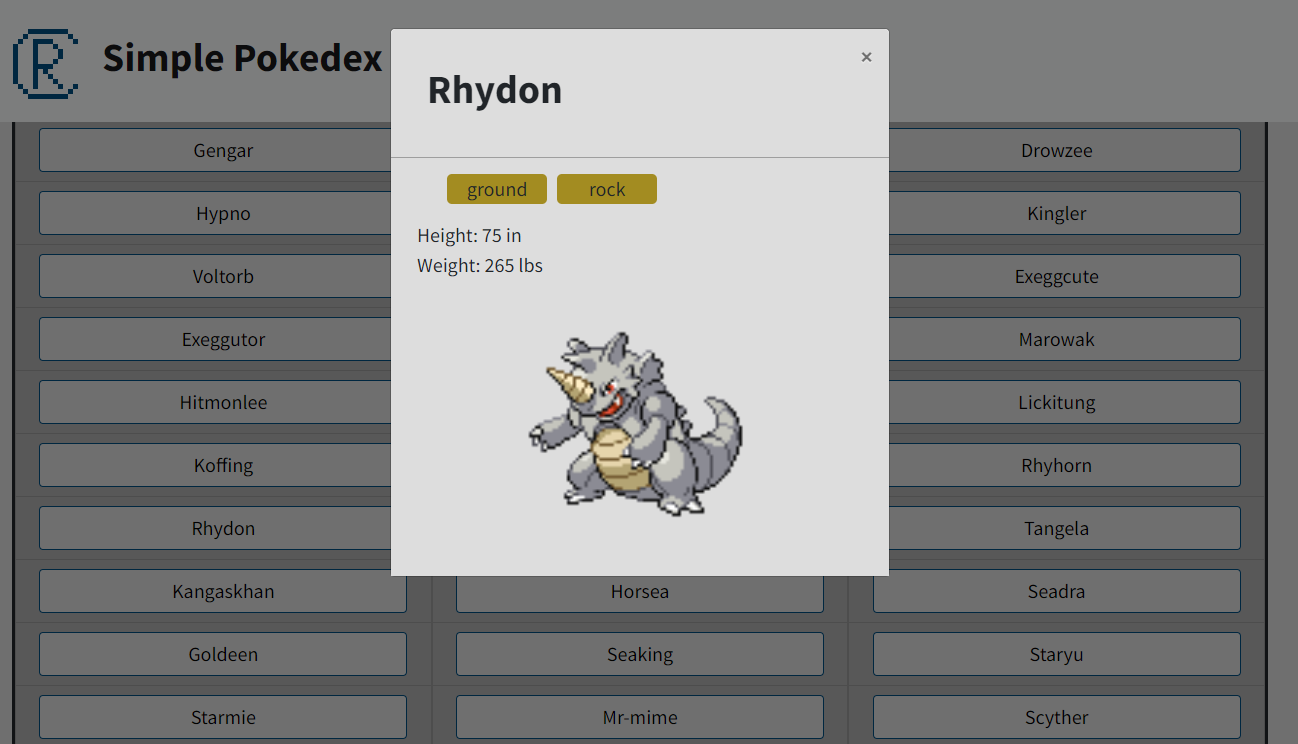 R
Simple Pokedex
×
Rhydon
ground rock
Height: 75 in
Weight: 265 lbs
Gengar Drowzee
Hypno Kingler
Voltorb Exeggcute
Exeggutor Marowak
Hitmonlee Lickitung
Koffing Rhyhorn
Rhydon Tangela
Kangaskhan Horsea Seadra
Goldeen Seaking Staryu
Starmie Mr-mime Scyther